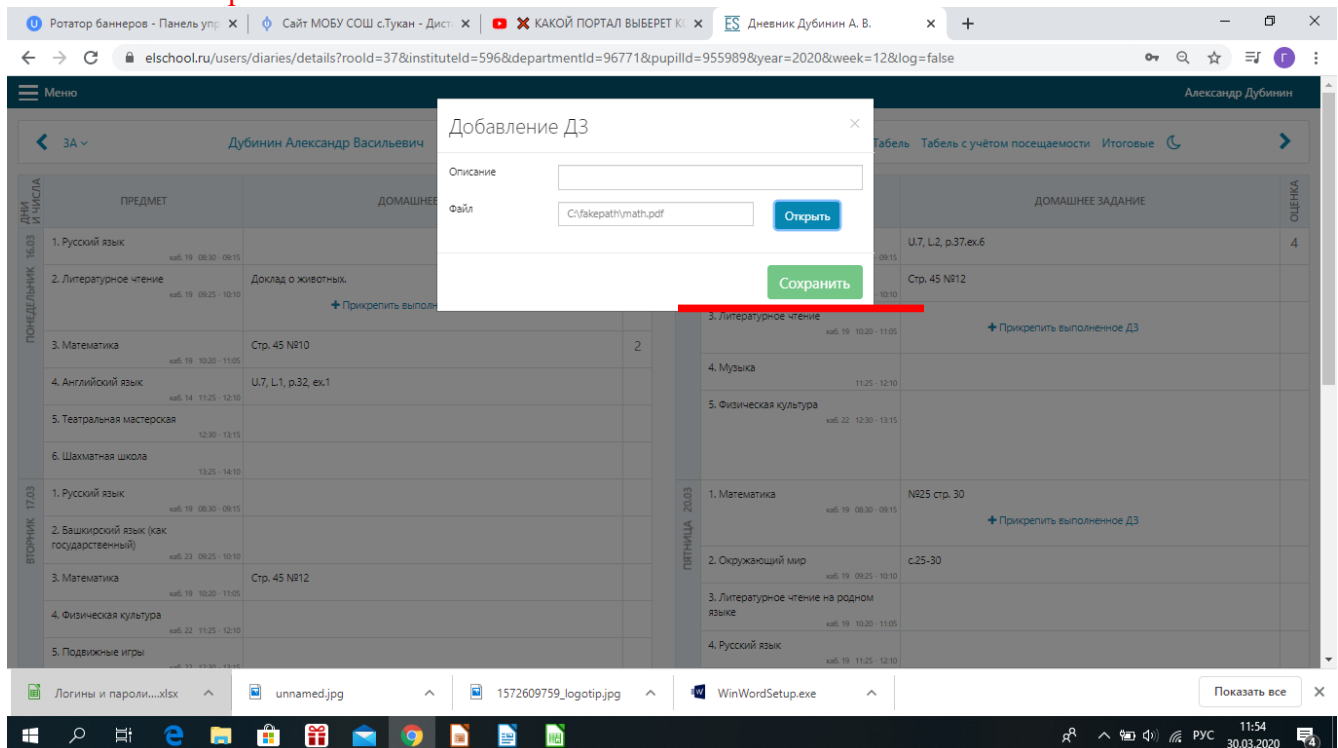 Ротатор баннеров - Панель упр
Сайт МОБУ СОШ с.Тукан - Дист
КАКОЙ ПОРТАЛ ВЫБЕРЕТ К
Дневник Дубинин А. В.
elschool.ru/users/diaries/details?rooId=37&instituteId=596&departmentId=96771&pupilId=955989&year=2020&week=12&log=false
Г
Меню
Александр Дубинин
3А
Дубинин Александр Васильевич
Табель Табель с учётом посещаемости Итоговые
Добавление ДЗ
Описание
Файл
C:\fakepath\math.pdf
Открыть
Сохранить
ДНИ И ЧИСЛА
ПРЕДМЕТ
ДОМАШНЕЕ
ПОНЕДЕЛЬНИК 16.03
1. Русский язык
каб. 19 08:30 - 09:15
2. Литературное чтение
каб. 19 09:25 - 10:10
Доклад о животных.
Прикрепить выполн
3. Математика
каб. 19 10:20 - 11:05
Стр. 45 №10
2
4. Английский язык
каб. 14 11:25 - 12:10
U.7, L.1, p.32, ex.1
5. Театральная мастерская
12:30 - 13:15
6. Шахматная школа
13:25 - 14:10
ВТОРНИК 17.03
1. Русский язык
каб. 19 08:30 - 09:15
2. Башкирский язык (как
государственный)
каб. 23 09:25 - 10:10
3. Математика
каб. 19 10:20 - 11:05
Стр. 45 №12
4. Физическая культура
каб. 22 11:25 - 12:10
5. Подвижные игры
каб. 22 12:30 - 13:15
ДОМАШНЕЕ ЗАДАНИЕ
ОЦЕНКА
09:15
U.7, L.2, p.37.ex.6
4
10:10
Стр. 45 №12
3. Литературное чтение
каб. 19 10:20 - 11:05
Прикрепить выполненное ДЗ
4. Музыка
11:25 - 12:10
5. Физическая культура
каб. 22 12:30 - 13:15
ПЯТНИЦА 20.03
1. Математика
каб. 19 08:30 - 09:15
№25 стр. 30
Прикрепить выполненное ДЗ
2. Окружающий мир
каб. 19 09:25 - 10:10
с.25-30
3. Литературное чтение на родном
языке
каб. 19 10:20 - 11:05
4. Русский язык
каб. 19 11:25 - 12:10
Логины и пароли....xlsx
unnamed.jpg
1572609759_logotip.jpg
WinWordSetup.exe
Показать все
РУС
11:54
30.03.2020
4